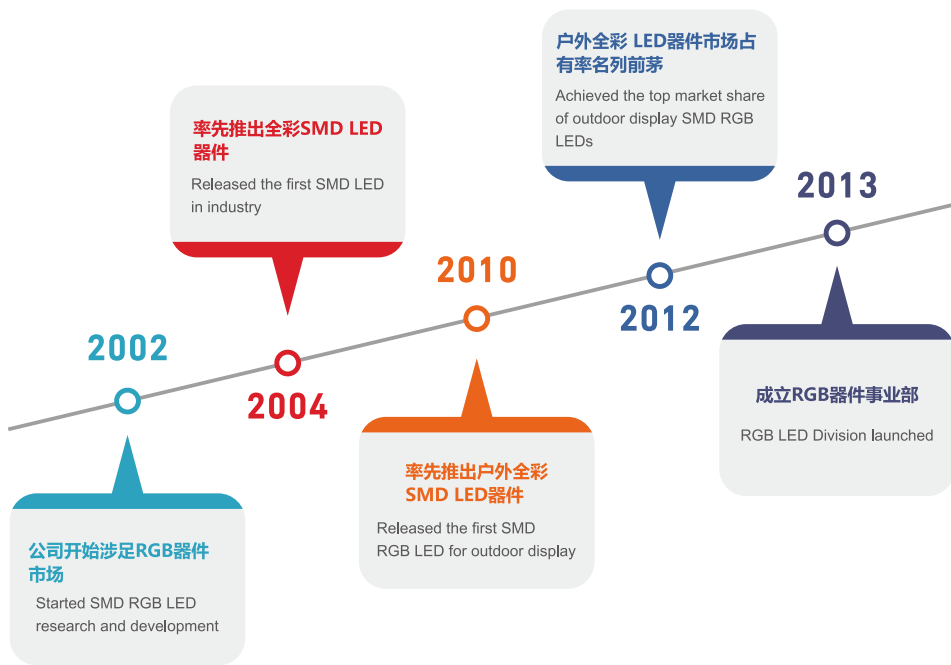 2002
公司开始涉足RGB器件
市场
Started SMD RGB LED
research and development
率先推出全彩SMD LED
器件
Released the first SMD LED
in industry
2004
2010
率先推出户外全彩
SMD LED器件
Released the first SMD
RGB LED for outdoor display
户外全彩 LED器件市场占
有率名列前茅
Achieved the top market share
of outdoor display SMD RGB
LEDs
2012
2013
成立RGB器件事业部
RGB LED Division launched